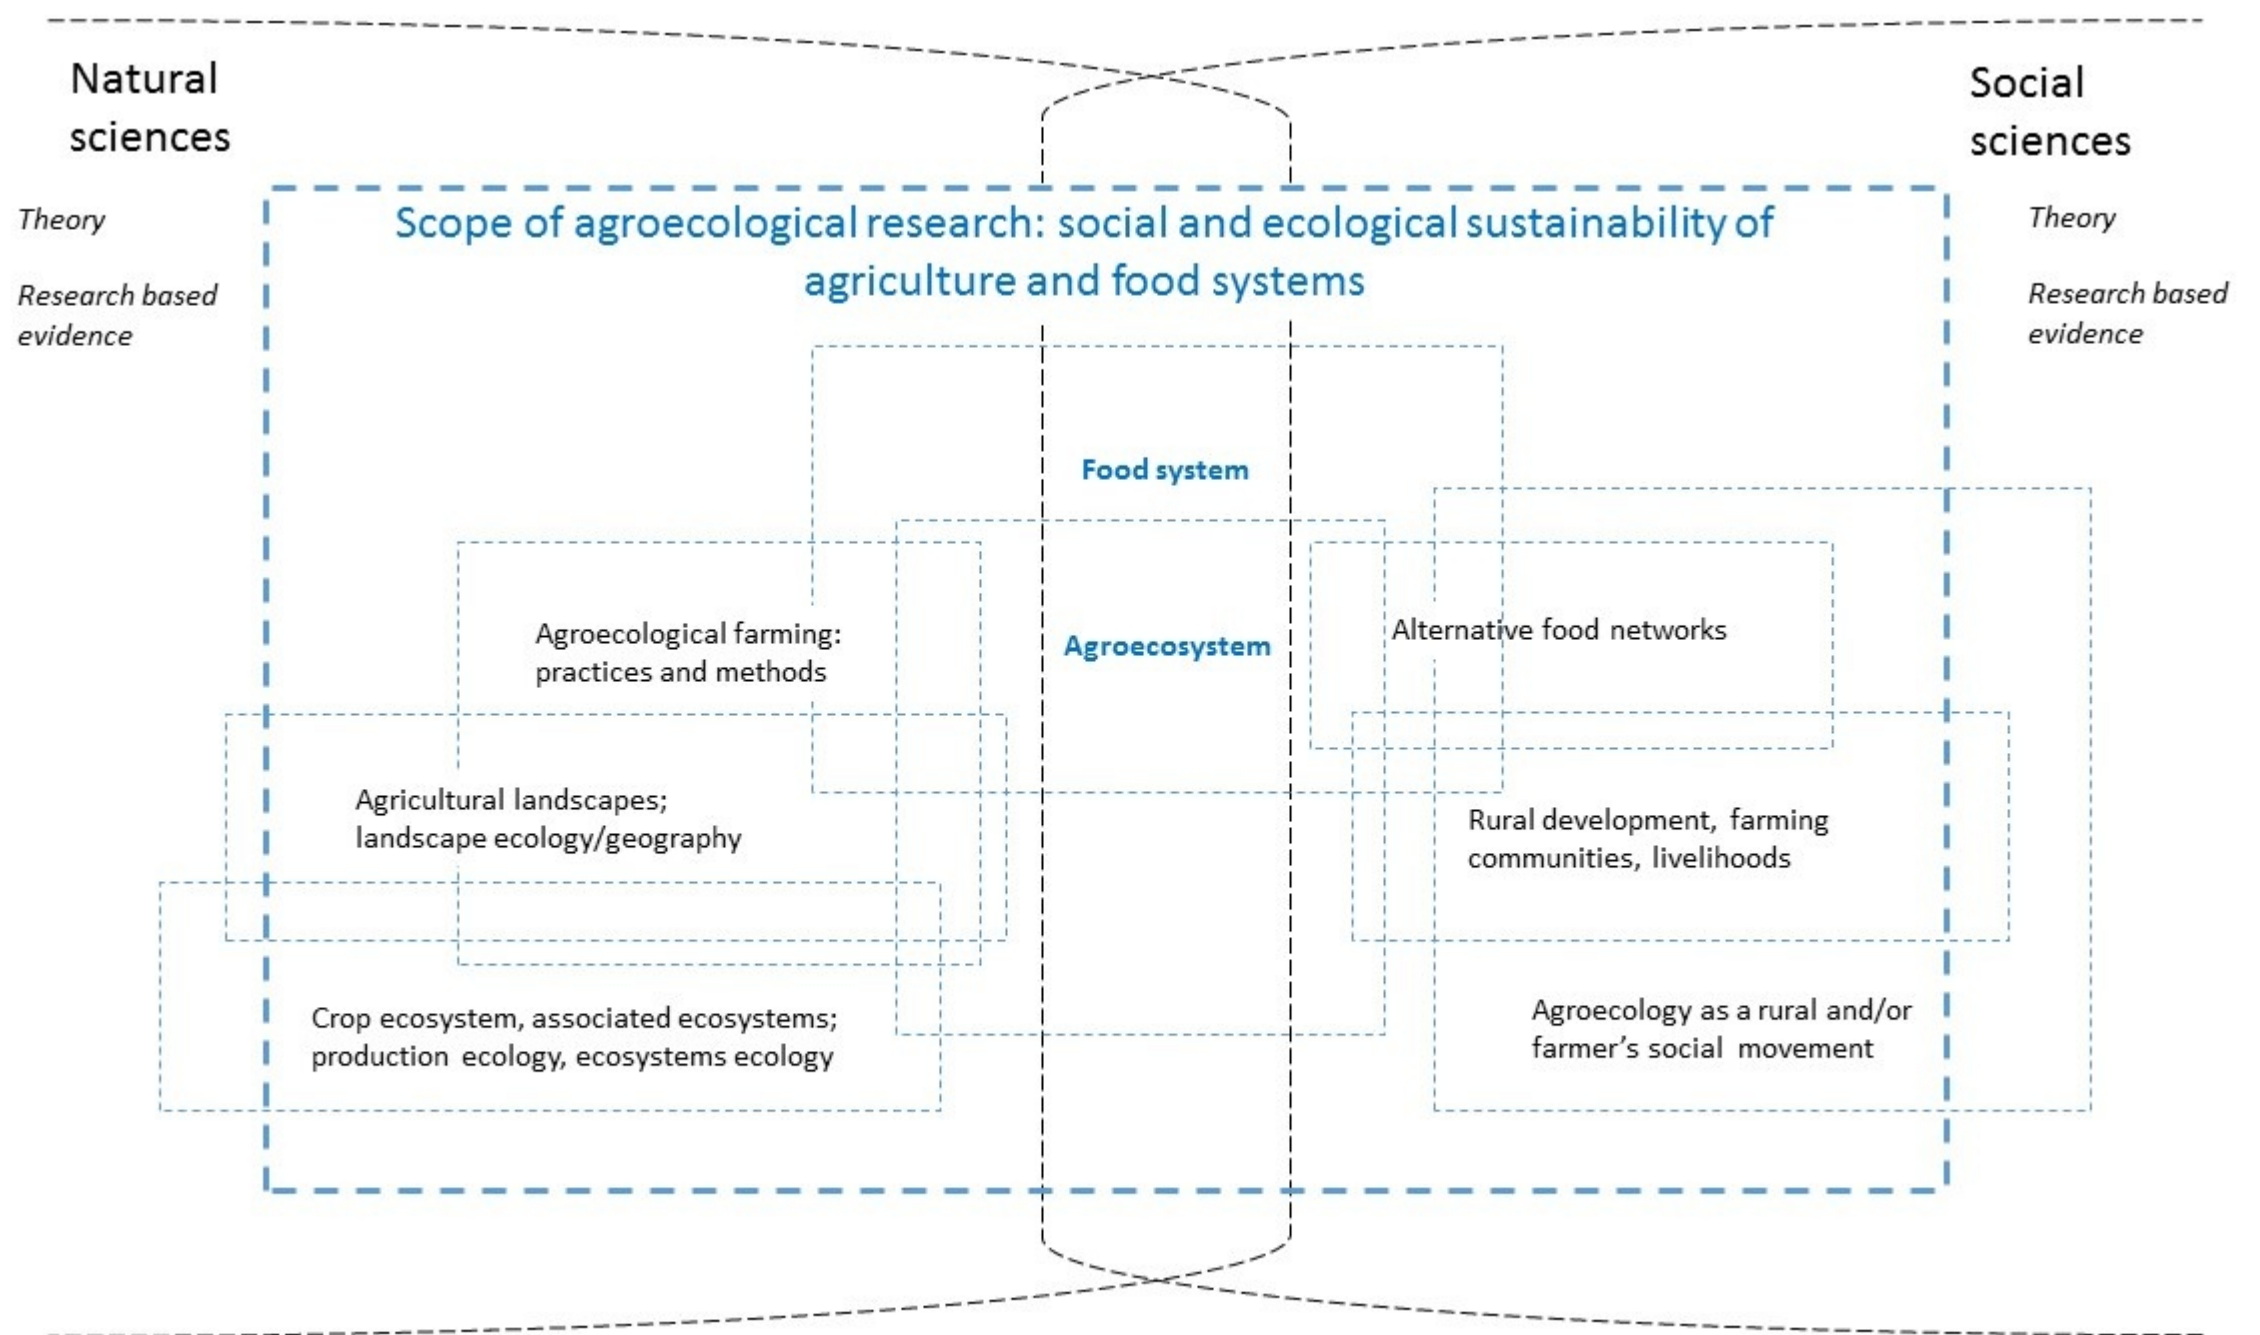 Natural
sciences
Social
sciences
Theory
Research based
evidence
Theory
Research based
evidence
Scope of agroecological research: social and ecological sustainability of
agriculture and food systems
Food system
Agroecosystem
Agroecological farming:
practices and methods
Alternative food networks
Agricultural landscapes;
landscape ecology/geography
Rural development, farming
communities, livelihoods
Crop ecosystem, associated ecosystems;
production ecology, ecosystems ecology
Agroecology as a rural and/or
farmer’s social movement